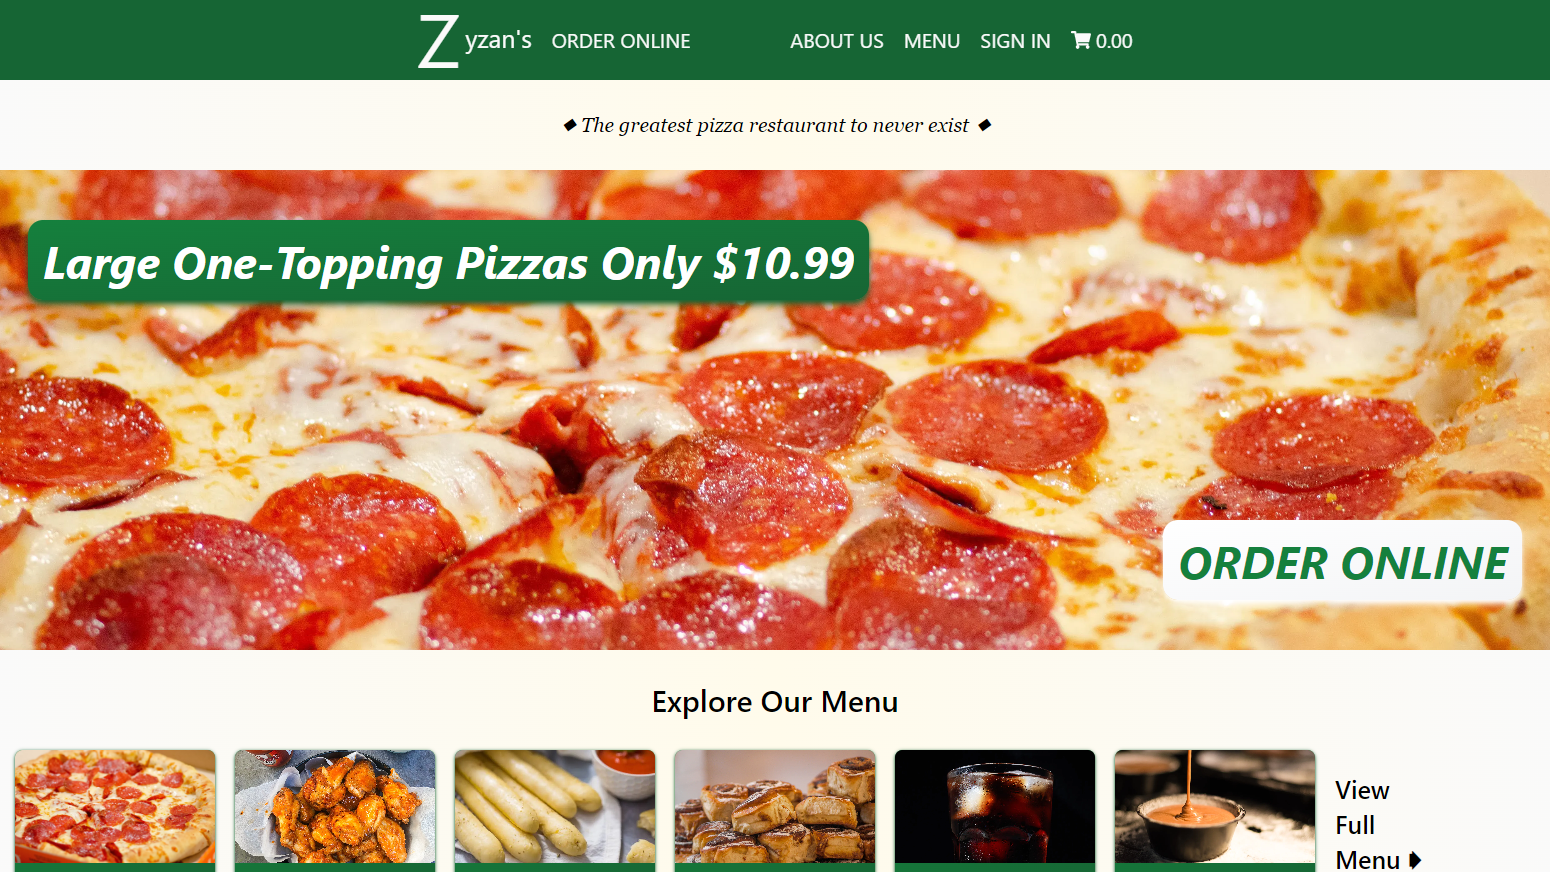 Zyzan's ORDER ONLINE ABOUT US MENU SIGN IN 0.00
◆ The greatest pizza restaurant to never exist ◆
Large One-Topping Pizzas Only $10.99
ORDER ONLINE
Explore Our Menu
View
Full
Menu